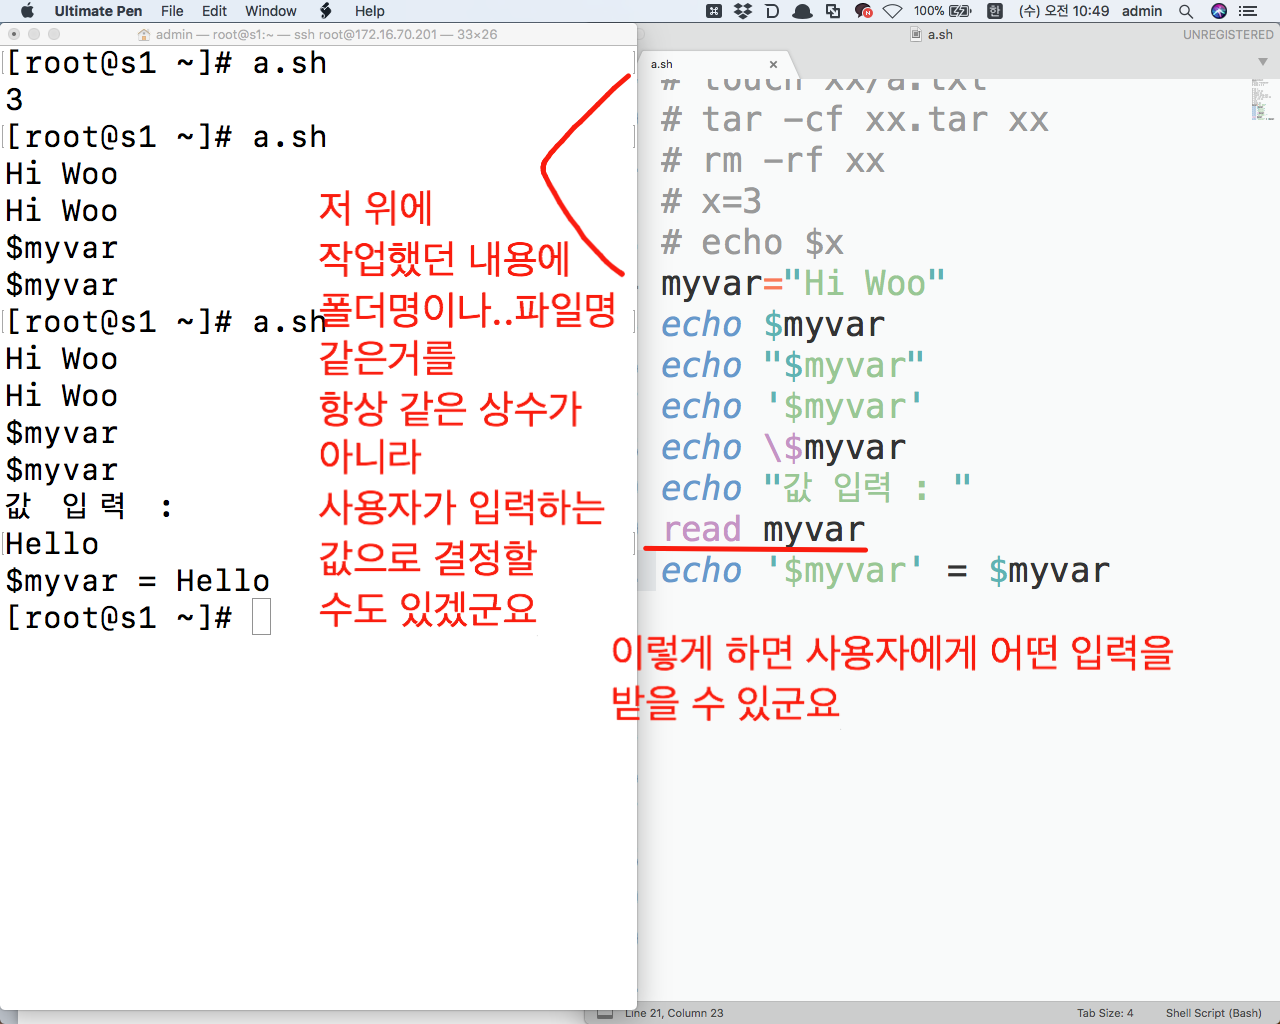 Ultimate Pen File Edit Window Help 100% 한 (수) 오전 10:49 admin
admin — root@s1:~ — ssh root@172.16.70.201 — 33×26
[root@s1 ~]# a.sh
3
[root@s1 ~]# a.sh
Hi Woo
Hi Woo
$myvar
$myvar
[root@s1 ~]# a.sh
Hi Woo
Hi Woo
$myvar
$myvar
값 입력 :
Hello
$myvar = Hello
[root@s1 ~]#
저 위에
작업했던 내용에
폴더명이나..파일명
같은거를
항상 같은 상수가
아니라
사용자가 입력하는
값으로 결정할
수도 있겠군요
a.sh
UNREGISTERED
a.sh ×
# touch xx/a.txt
# tar -cf xx.tar xx
# rm -rf xx
# x=3
# echo $x
myvar="Hi Woo"
echo $myvar
echo "$myvar"
echo '$myvar'
echo \$myvar
echo "값 입력 : "
read myvar
echo '$myvar' = $myvar
이렇게 하면 사용자에게 어떤 입력을
받을 수 있군요
Line 21, Column 23 Tab Size: 4 Shell Script (Bash)